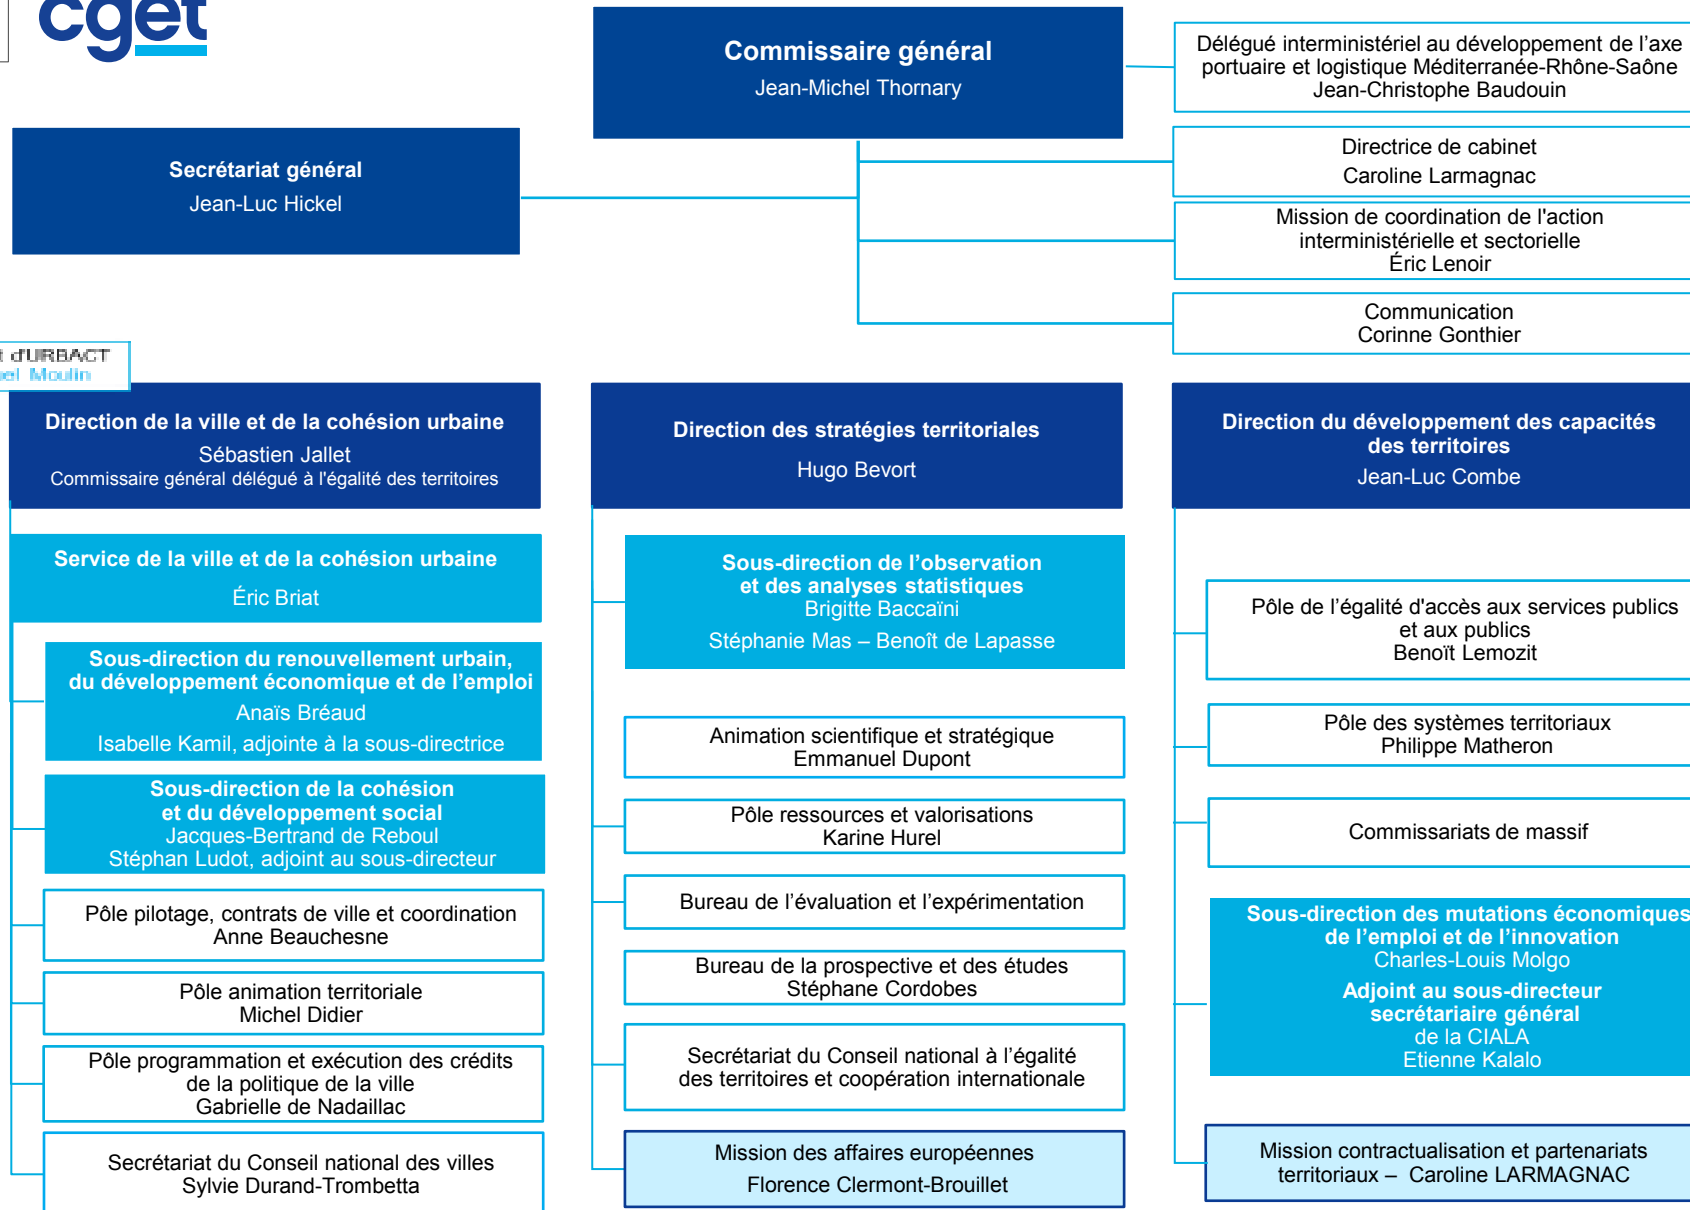 cget
Commissaire général
Jean-Michel Thornary
Délégué interministériel au développement de l’axe
portuaire et logistique Méditerranée-Rhône-Saône
Jean-Christophe Baudouin
Secrétariat général
Jean-Luc Hickel
Directrice de cabinet
Caroline Larmagnac
Mission de coordination de l'action
interministérielle et sectorielle
Éric Lenoir
Communication
Corinne Gonthier
d'URBACT
Moulin
Direction de la ville et de la cohésion urbaine
Sébastien Jallet
Commissaire général délégué à l'égalité des territoires
Service de la ville et de la cohésion urbaine
Éric Briat
Sous-direction du renouvellement urbain,
du développement économique et de l’emploi
Anaïs Bréaud
Isabelle Kamil, adjointe à la sous-directrice
Sous-direction de la cohésion
et du développement social
Jacques-Bertrand de Reboul
Stéphan Ludot, adjoint au sous-directeur
Pôle pilotage, contrats de ville et coordination
Anne Beauchesne
Pôle animation territoriale
Michel Didier
Pôle programmation et exécution des crédits
de la politique de la ville
Gabrielle de Nadaillac
Secrétariat du Conseil national des villes
Sylvie Durand-Trombetta
Direction des stratégies territoriales
Hugo Bevort
Sous-direction de l’observation
et des analyses statistiques
Brigitte Baccaïni
Stéphanie Mas – Benoît de Lapasse
Animation scientifique et stratégique
Emmanuel Dupont
Pôle ressources et valorisations
Karine Hurel
Bureau de l’évaluation et l’expérimentation
Bureau de la prospective et des études
Stéphane Cordobes
Secrétariat du Conseil national à l’égalité
des territoires et coopération internationale
Mission des affaires européennes
Florence Clermont-Brouillet
Direction du développement des capacités
des territoires
Jean-Luc Combe
Pôle de l’égalité d'accès aux services publics
et aux publics
Benoït Lemozit
Pôle des systèmes territoriaux
Philippe Matheron
Commissariats de massif
Sous-direction des mutations économiques
de l’emploi et de l’innovation
Charles-Louis Molgo
Adjoint au sous-directeur
secrétariaire général
de la CIALA
Etienne Kalalo
Mission contractualisation et partenariats
territoriaux – Caroline LARMAGNAC